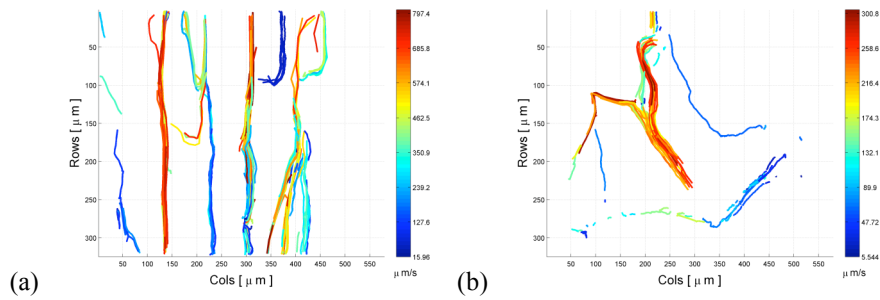 50
100
150
200
250
300
Rows [ μ m]
50 100 150 200 250 300 350 400 450 500 550
Cols [ μ m]
797.4
685.8
574.1
462.5
350.9
239.2
127.6
15.96
μ m/s
(a)
50
100
150
200
250
300
Rows [ μ m]
50 100 150 200 250 300 350 400 450 500 550
Cols [ μ m]
300.8
258.6
216.4
174.3
132.1
89.9
47.72
5.544
μ m/s
(b)